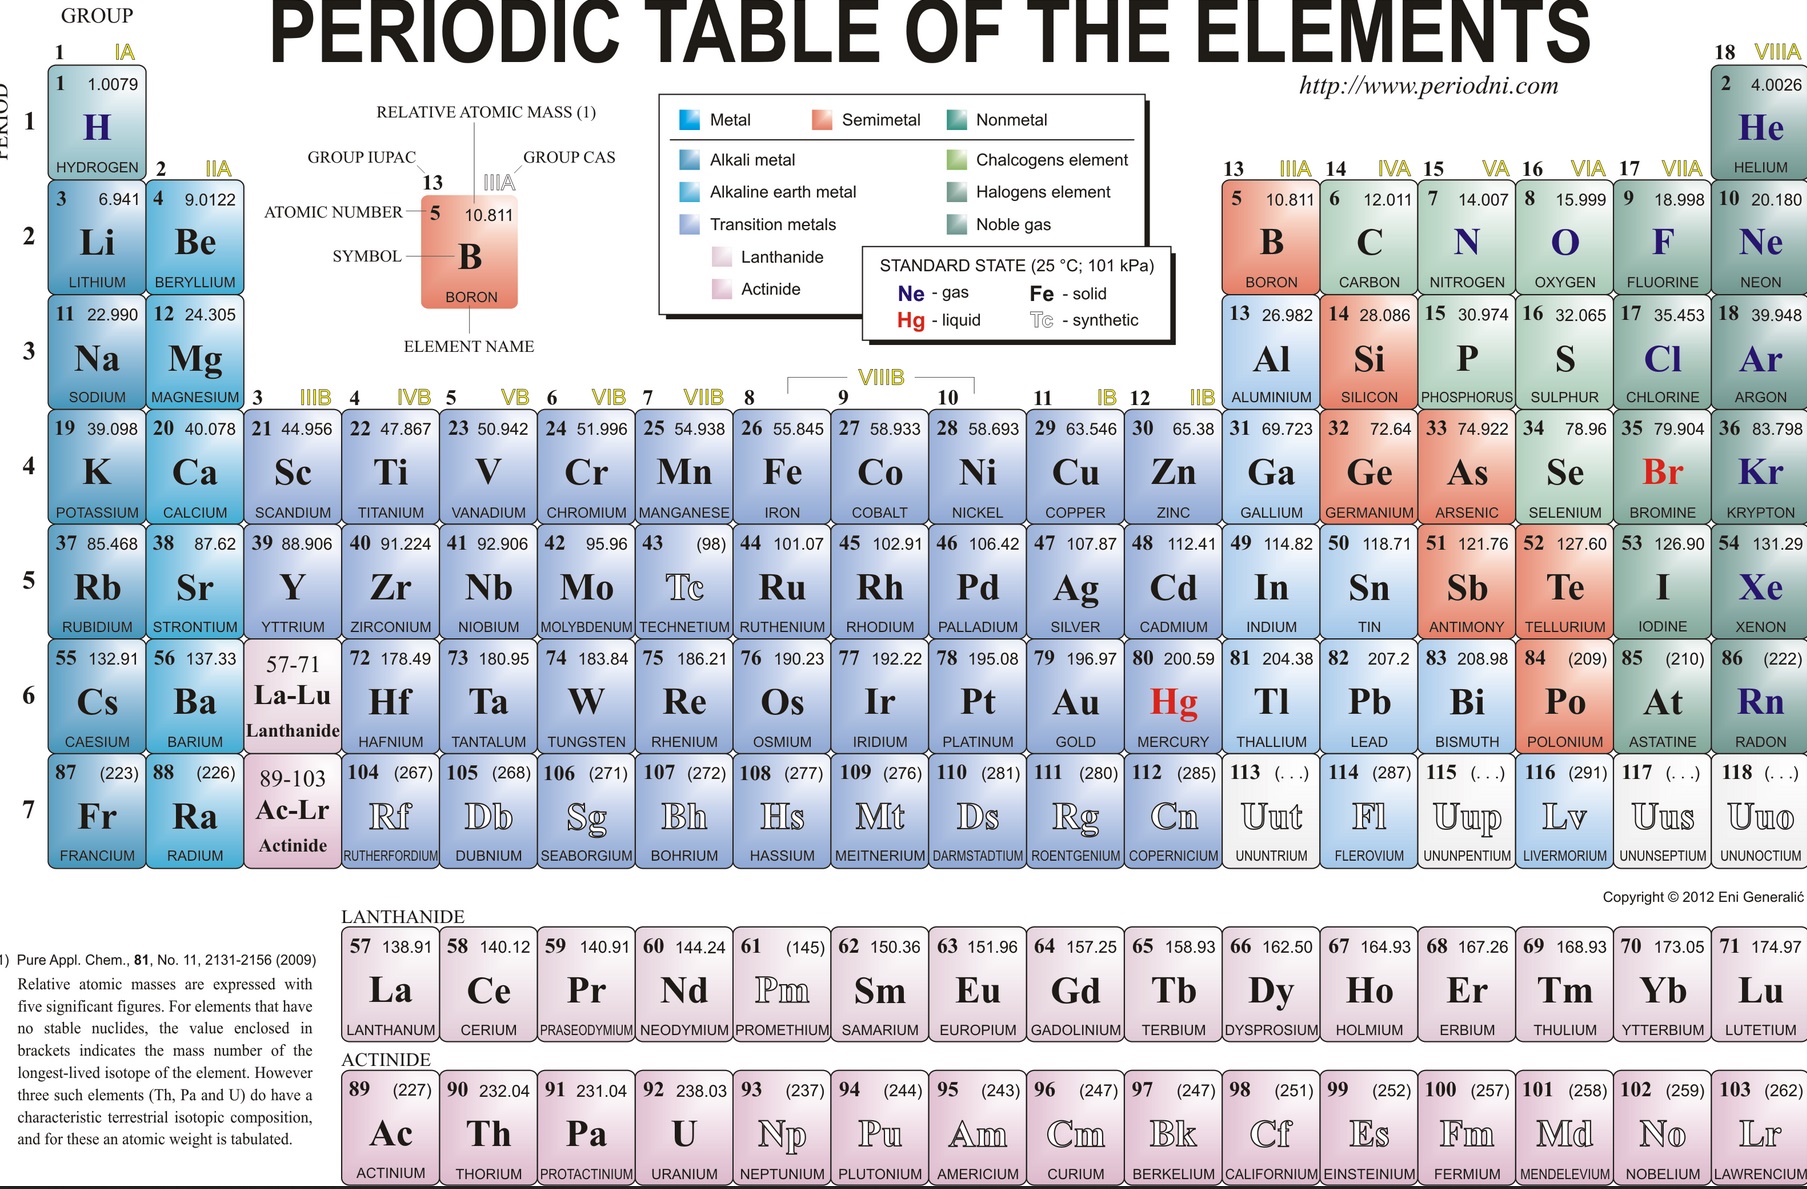 GROUP
PERIODIC TABLE OF THE ELEMENTS
http://www.periodni.com
PERIOD
1 IA
18 VIIIA
1
1 1.0079
H
HYDROGEN
2 4.0026
He
HELIUM
RELATIVE ATOMIC MASS (1)
GROUP IUPAC
GROUP CAS
13 IIIA
ATOMIC NUMBER
5 10.811
SYMBOL
B
BORON
ELEMENT NAME
Metal
Semimetal
Nonmetal
Alkali metal
Chalcogens element
Alkaline earth metal
Halogens element
Transition metals
Noble gas
Lanthanide
Actinide
STANDARD STATE (25 °C; 101 kPa)
Ne - gas
Fe - solid
Hg - liquid
Tc - synthetic
2 IIA
13 IIIA 14 IVA 15 VA 16 VIA 17 VIIA
2
3 6.941 4 9.0122 5 10.811 6 12.011 7 14.007 8 15.999 9 18.998 10 20.180
Li Be B C N O F Ne
LITHIUM BERYLLIUM BORON CARBON NITROGEN OXYGEN FLUORINE NEON
3
11 22.990 12 24.305 13 26.982 14 28.086 15 30.974 16 32.065 17 35.453 18 39.948
Na Mg Al Si P S Cl Ar
SODIUM MAGNESIUM ALUMINIUM SILICON PHOSPHORUS SULPHUR CHLORINE ARGON
VIIIB
3 IIIB 4 IVB 5 VB 6 VIB 7 VIIB 8 9 10 11 IB 12 IIB
4
19 39.098 20 40.078 21 44.956 22 47.867 23 50.942 24 51.996 25 54.938 26 55.845 27 58.933 28 58.693 29 63.546 30 65.38 31 69.723 32 72.64 33 74.922 34 78.96 35 79.904 36 83.798
K Ca Sc Ti V Cr Mn Fe Co Ni Cu Zn Ga Ge As Se Br Kr
POTASSIUM CALCIUM SCANDIUM TITANIUM VANADIUM CHROMIUM MANGANESE IRON COBALT NICKEL COPPER ZINC GALLIUM GERMANIUM ARSENIC SELENIUM BROMINE KRYPTON
5
37 85.468 38 87.62 39 88.906 40 91.224 41 92.906 42 95.96 43 (98) 44 101.07 45 102.91 46 106.42 47 107.87 48 112.41 49 114.82 50 118.71 51 121.76 52 127.60 53 126.90 54 131.29
Rb Sr Y Zr Nb Mo Tc Ru Rh Pd Ag Cd In Sn Sb Te I Xe
RUBIDIUM STRONTIUM YTTRIUM ZIRCONIUM NIOBIUM MOLYBDENUM TECHNETIUM RUTHENIUM RHODIUM PALLADIUM SILVER CADMIUM INDIUM TIN ANTIMONY TELLURIUM IODINE XENON
6
55 132.91 56 137.33 57-71 72 178.49 73 180.95 74 183.84 75 186.21 76 190.23 77 192.22 78 195.08 79 196.97 80 200.59 81 204.38 82 207.2 83 208.98 84 (209) 85 (210) 86 (222)
Cs Ba La-Lu Hf Ta W Re Os Ir Pt Au Hg Tl Pb Bi Po At Rn
CAESIUM BARIUM Lanthanide HAFNIUM TANTALUM TUNGSTEN RHENIUM OSMIUM IRIDIUM PLATINUM GOLD MERCURY THALLIUM LEAD BISMUTH POLONIUM ASTATINE RADON
7
87 (223) 88 (226) 89-103 104 (267) 105 (268) 106 (271) 107 (272) 108 (277) 109 (276) 110 (281) 111 (280) 112 (285) 113 (...) 114 (287) 115 (...) 116 (291) 117 (...) 118 (...)
Fr Ra Ac-Lr Rf Db Sg Bh Hs Mt Ds Rg Cn Uut Fl Uup Lv Uus Uuo
FRANCIUM RADIUM Actinide RUTHERFORDIUM DUBNIUM SEABORGIUM BOHRIUM HASSIUM MEITNERIUM DARMSTADTIUM ROENTGENIUM COPERNICIUM UNUNTRIUM FLEROVIUM UNUNPENTIUM LIVERMORIUM UNUNSEPTIUM UNUNOCTIUM
Copyright © 2012 Eni Generalić
LANTHANIDE
57 138.91 58 140.12 59 140.91 60 144.24 61 (145) 62 150.36 63 151.96 64 157.25 65 158.93 66 162.50 67 164.93 68 167.26 69 168.93 70 173.05 71 174.97
La Ce Pr Nd Pm Sm Eu Gd Tb Dy Ho Er Tm Yb Lu
LANTHANUM CERIUM PRASEODYMIUM NEODYMIUM PROMETHIUM SAMARIUM EUROPIUM GADOLINIUM TERBIUM DYSPROSIUM HOLMIUM ERBIUM THULIUM YTTERBIUM LUTETIUM
ACTINIDE
89 (227) 90 232.04 91 231.04 92 238.03 93 (237) 94 (244) 95 (243) 96 (247) 97 (247) 98 (251) 99 (252) 100 (257) 101 (258) 102 (259) 103 (262)
Ac Th Pa U Np Pu Am Cm Bk Cf Es Fm Md No Lr
ACTINIUM THORIUM PROTACTINIUM URANIUM NEPTUNIUM PLUTONIUM AMERICIUM CURIUM BERKELIUM CALIFORNIUM EINSTEINIUM FERMIUM MENDELEVIUM NOBELIUM LAWRENCIUM
1) Pure Appl. Chem., 81, No. 11, 2131-2156 (2009)
Relative atomic masses are expressed with
five significant figures. For elements that have
no stable nuclides, the value enclosed in
brackets indicates the mass number of the
longest-lived isotope of the element. However
three such elements (Th, Pa and U) do have a
characteristic terrestrial isotopic composition,
and for these an atomic weight is tabulated.